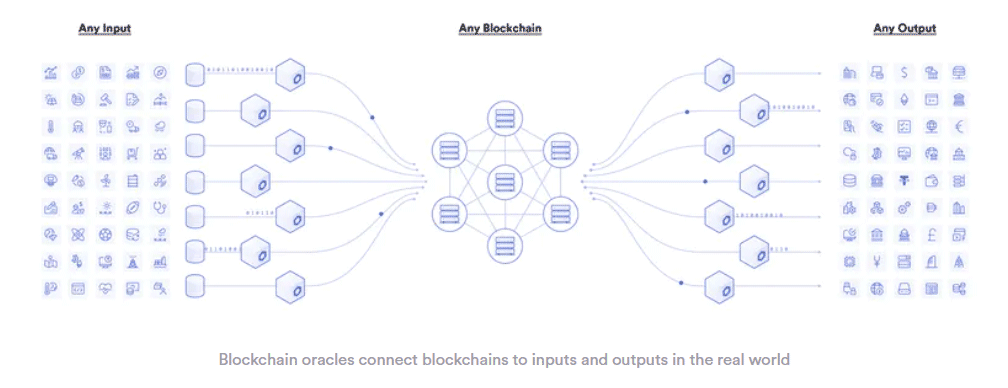 Any Input
Any Blockchain
Any Output
Blockchain oracles connect blockchains to inputs and outputs in the real world